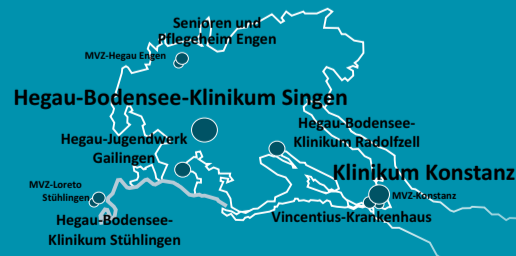 Senioren und
Pflegeheim Engen
MVZ-Hegau Engen
Hegau-Bodensee-Klinikum Singen
Hegau-Bodensee-
Klinikum Radolfzell
Hegau-Jugendwerk
Gailingen
Klinikum Konstanz
MVZ-Loreto
Stühlingen
MVZ-Konstanz
Vincentius-Krankenhaus
Hegau-Bodensee-
Klinikum Stühlingen